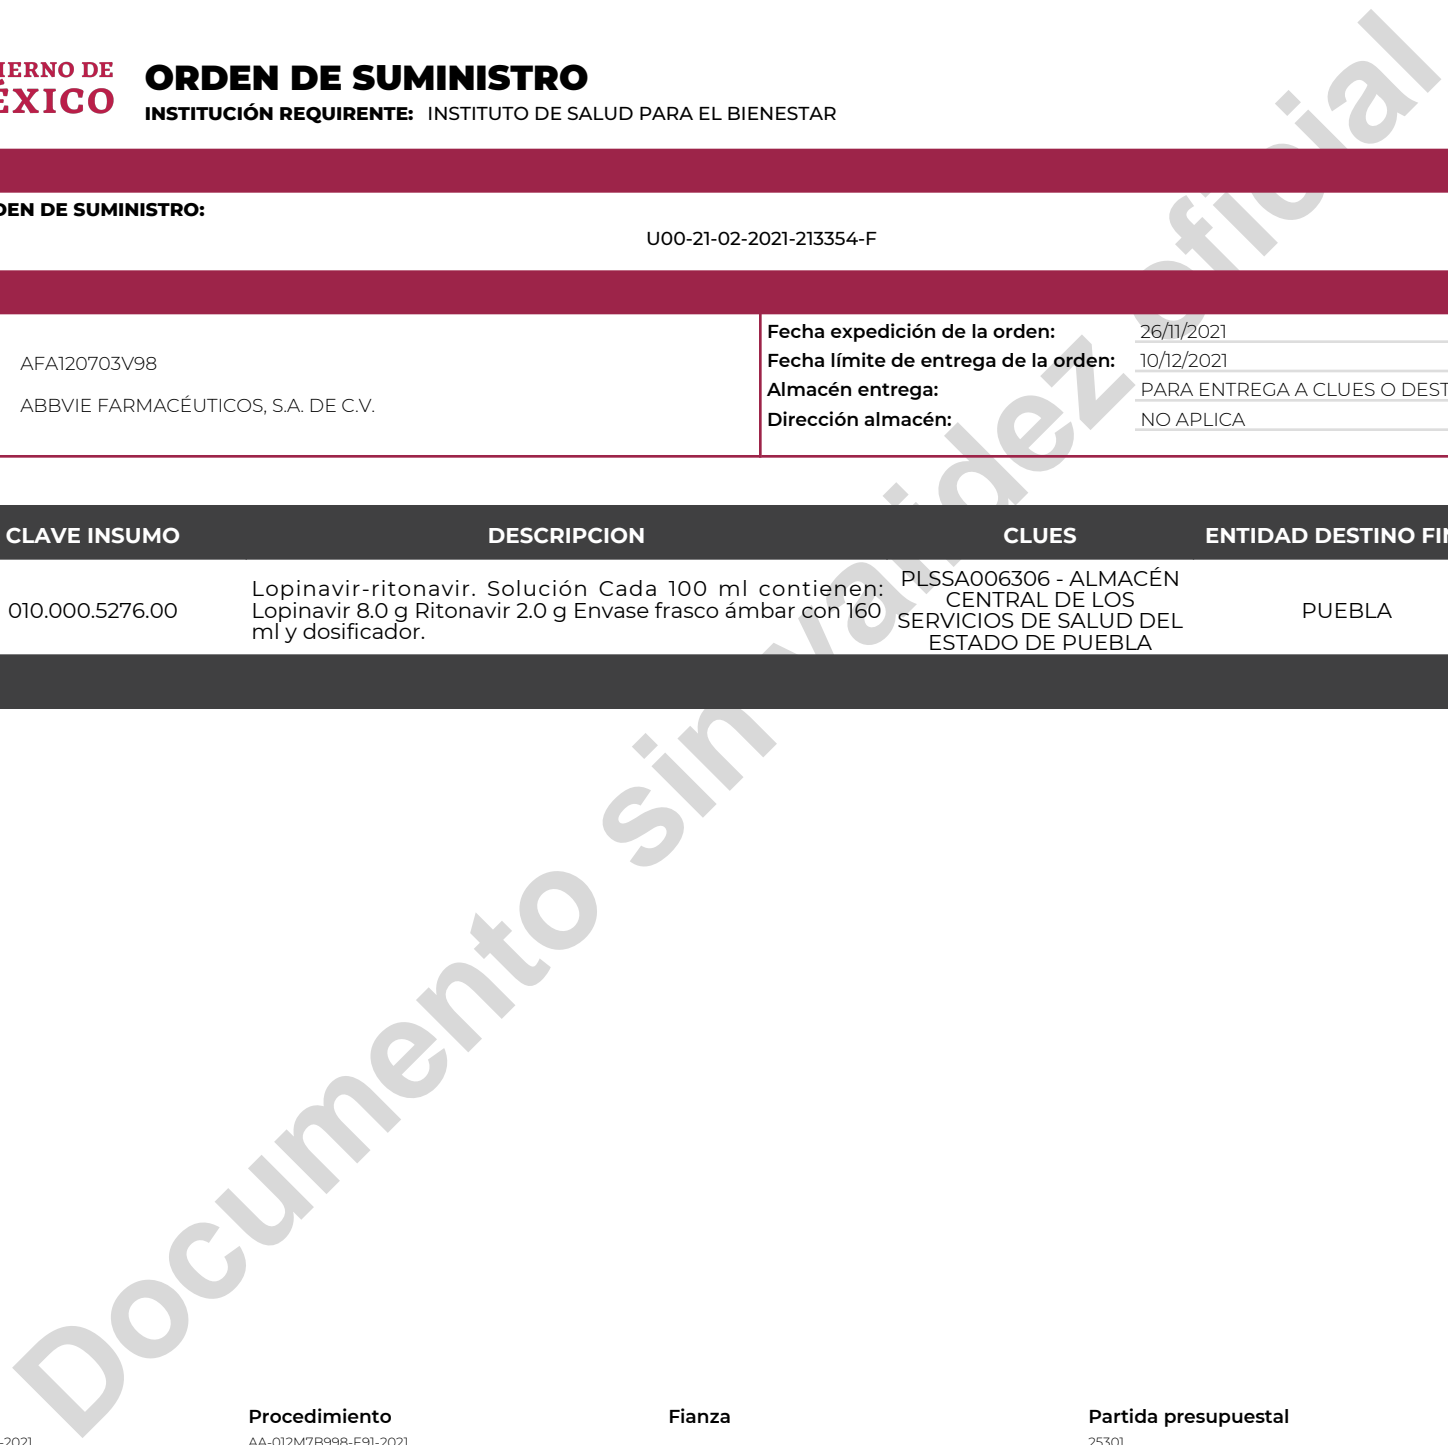 ORDEN DE SUMINISTRO
INSTITUCIÓN REQUIRENTE: INSTITUTO DE SALUD PARA EL BIENESTAR
DE
ÉXICO
DE SUMINISTRO:
U00-21-02-2021-213354-F
AFA120703V98
ABBVIE FARMACÉUTICOS, S.A. DE C.V.
Fecha expedición de la orden: 26/11/2021
Fecha límite de entrega de la orden: 10/12/2021
Almacén entrega: PARA ENTREGA A CLUES O DEST
Dirección almacén: NO APLICA
CLAVE INSUMO DESCRIPCION CLUES ENTIDAD DESTINO
010.000.5276.00
Lopinavir-ritonavir. Solución Cada 100 ml contienen:
Lopinavir 8.0 g Ritonavir 2.0 g Envase frasco ámbar con 160
ml y dosificador.
PLSSA006306 - ALMACÉN
CENTRAL DE LOS
SERVICIOS DE SALUD DEL
ESTADO DE PUEBLA
PUEBLA
Documento sin validez oficial
Procedimiento Fianza Partida presupuestal
-2021 AA-012M7B998-E91-2021 25301